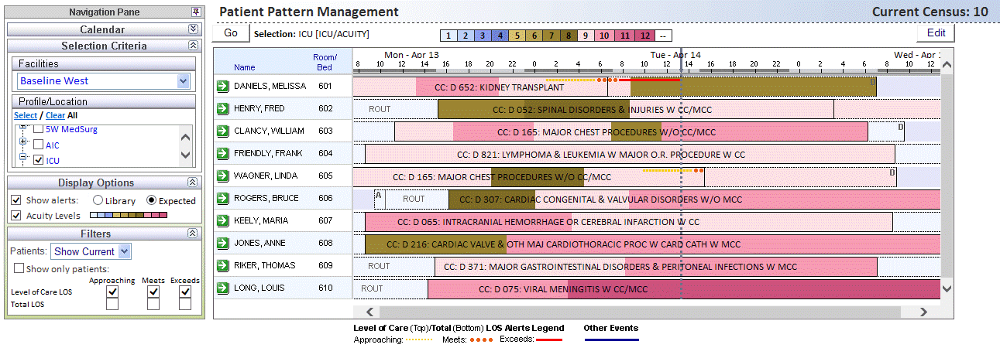 Navigation Pane
Calendar
Selection Criteria
Facilities
Baseline West
Profile/Location
Select / Clear All
5W MedSurg
AIC
ICU
Display Options
Show alerts: Library Expected
Acuity Levels
Filters
Patients: Show Current
Show only patients:
Approaching Meets Exceeds
Level of Care LOS
Total LOS
Patient Pattern Management
Current Census: 10
Go Selection: ICU [ICU/ACUITY] 1 2 3 4 5 6 7 8 9 10 11 12 -- Edit
Name Room/ Bed
Mon - Apr 13 Tue - Apr 14 Wed - Apr 1
8 10 12 14 16 18 20 22 0 2 4 6 8 10 12 14 16 18 20 22 0 2 4 6 8 10 12
DANIELS, MELISSA 601 CC: D 652: KIDNEY TRANSPLANT D
HENRY, FRED 602 ROUT CC: D 052: SPINAL DISORDERS & INJURIES W CC/MCC
CLANCY, WILLIAM 603 CC: D 165: MAJOR CHEST PROCEDURES W/O CC/MCC D
FRIENDLY, FRANK 604 CC: D 821: LYMPHOMA & LEUKEMIA W MAJOR O.R. PROCEDURE W CC
WAGNER, LINDA 605 CC: D 165: MAJOR CHEST PROCEDURES W/O CC/MCC D
ROGERS, BRUCE 606 A ROUT CC: D 307: CARDIAC CONGENITAL & VALVULAR DISORDERS W/O MCC
KEELY, MARIA 607 CC: D 065: INTRACRANIAL HEMORRHAGE OR CEREBRAL INFARCTION W CC
JONES, ANNE 608 CC: D 216: CARDIAC VALVE & OTH MAJ CARDIOTHORACIC PROC W CARD CATH W MCC
RIKER, THOMAS 609 ROUT CC: D 371: MAJOR GASTROINTESTINAL DISORDERS & PERITONEAL INFECTIONS W MCC
LONG, LOUIS 610 ROUT CC: D 075: VIRAL MENINGITIS W CC/MCC
Level of Care (Top)/Total (Bottom) LOS Alerts Legend Other Events
Approaching: Meets: Exceeds: